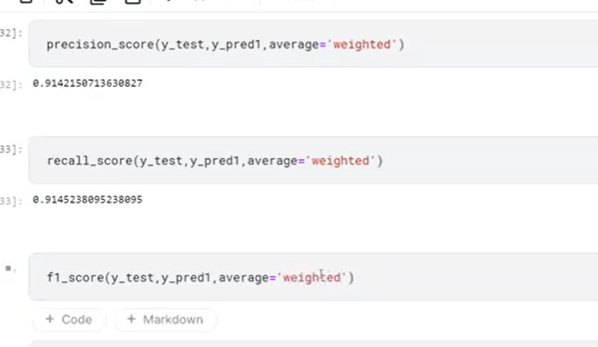 32]:
precision_score(y_test,y_pred1,average='weighted')
32]:
0.9142150713630827
33]:
recall_score(y_test,y_pred1,average='weighted')
33]:
0.9145238095238095
f1_score(y_test,y_pred1,average='weighted')
+ Code
+ Markdown